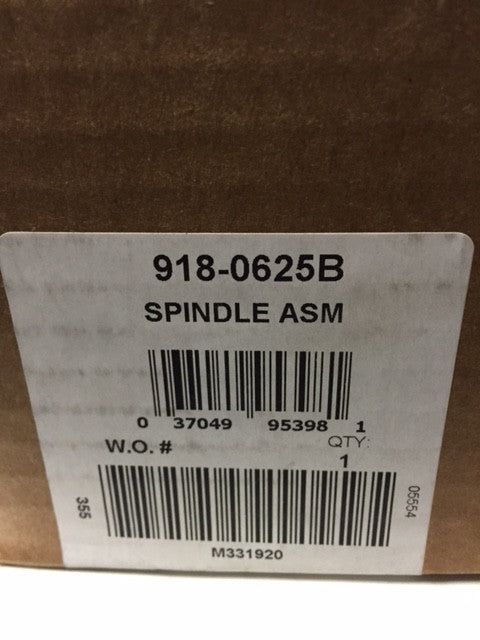 918-0625B
SPINDLE ASM
0 37049 95398 1
W.O. # QTY:
1
355
05554
M331920